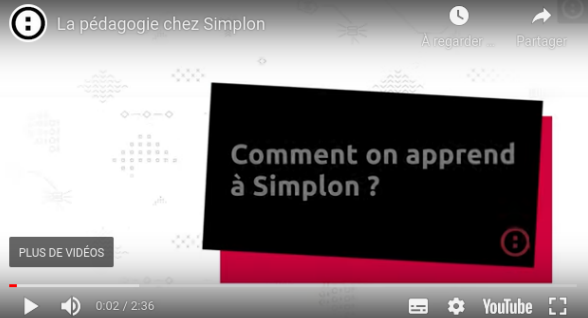 La pédagogie chez Simplon
À regarder ...
Partager
Comment on apprend
à Simplon ?
PLUS DE VIDÉOS
0:02 / 2:36
YouTube